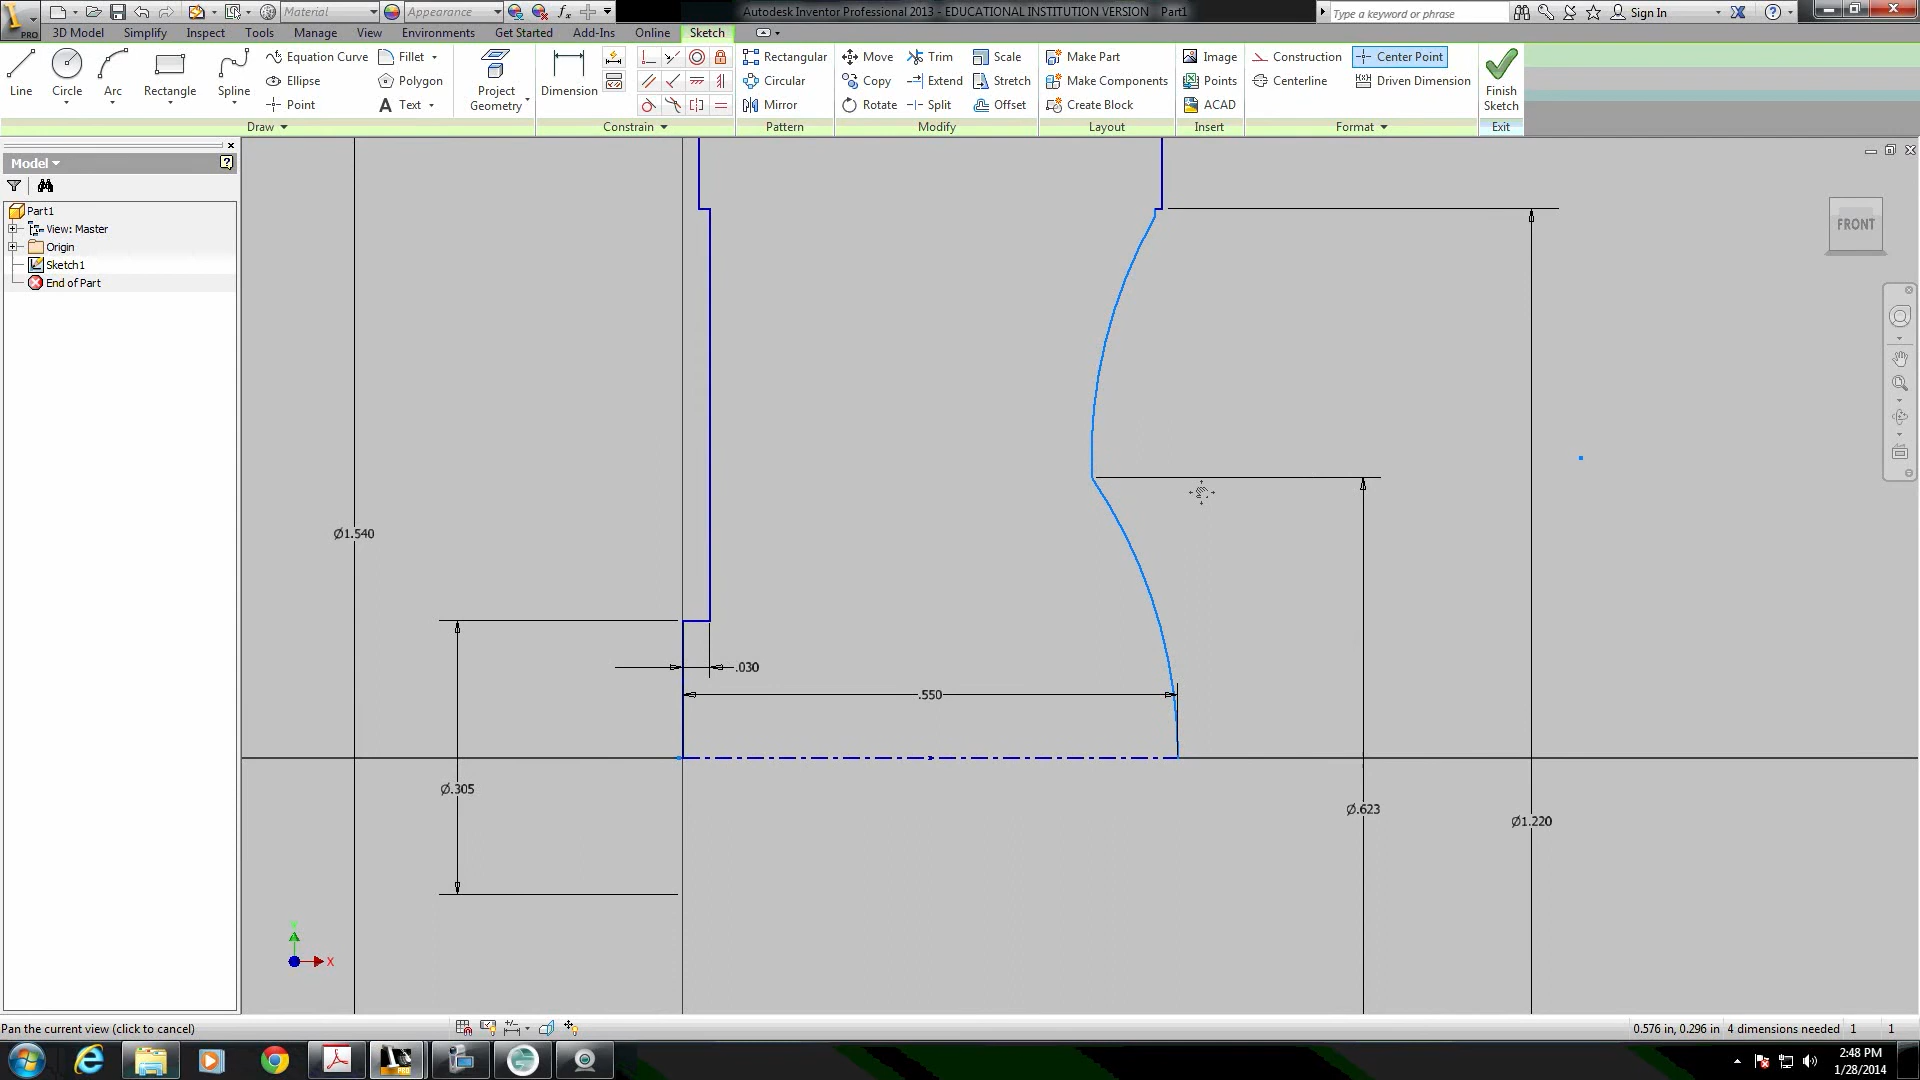 Material
Appearance
Autodesk Inventor Professional 2013 - EDUCATIONAL INSTITUTION VERSION Part1
Type a keyword or phrase
Sign In
PRO
3D Model Simplify Inspect Tools Manage View Environments Get Started Add-Ins Online Sketch
Line
Circle
Arc
Rectangle
Spline
Equation Curve
Ellipse
Point
Fillet
Polygon
Text
Project
Geometry
Dimension
Rectangular
Circular
Mirror
Move
Copy
Rotate
Trim
Extend
Split
Scale
Stretch
Offset
Make Part
Make Components
Create Block
Image
Points
ACAD
Construction
Centerline
Center Point
Driven Dimension
Finish
Sketch
Draw
Constrain
Pattern
Modify
Layout
Insert
Format
Exit
Model
Part1
View: Master
Origin
Sketch1
End of Part
FRONT
Ø1.540
.030
.550
Ø.305
Ø.623
Ø1.220
Y
X
Pan the current view (click to cancel)
0.576 in, 0.296 in 4 dimensions needed 1 1
PRO
2:48 PM
1/28/2014